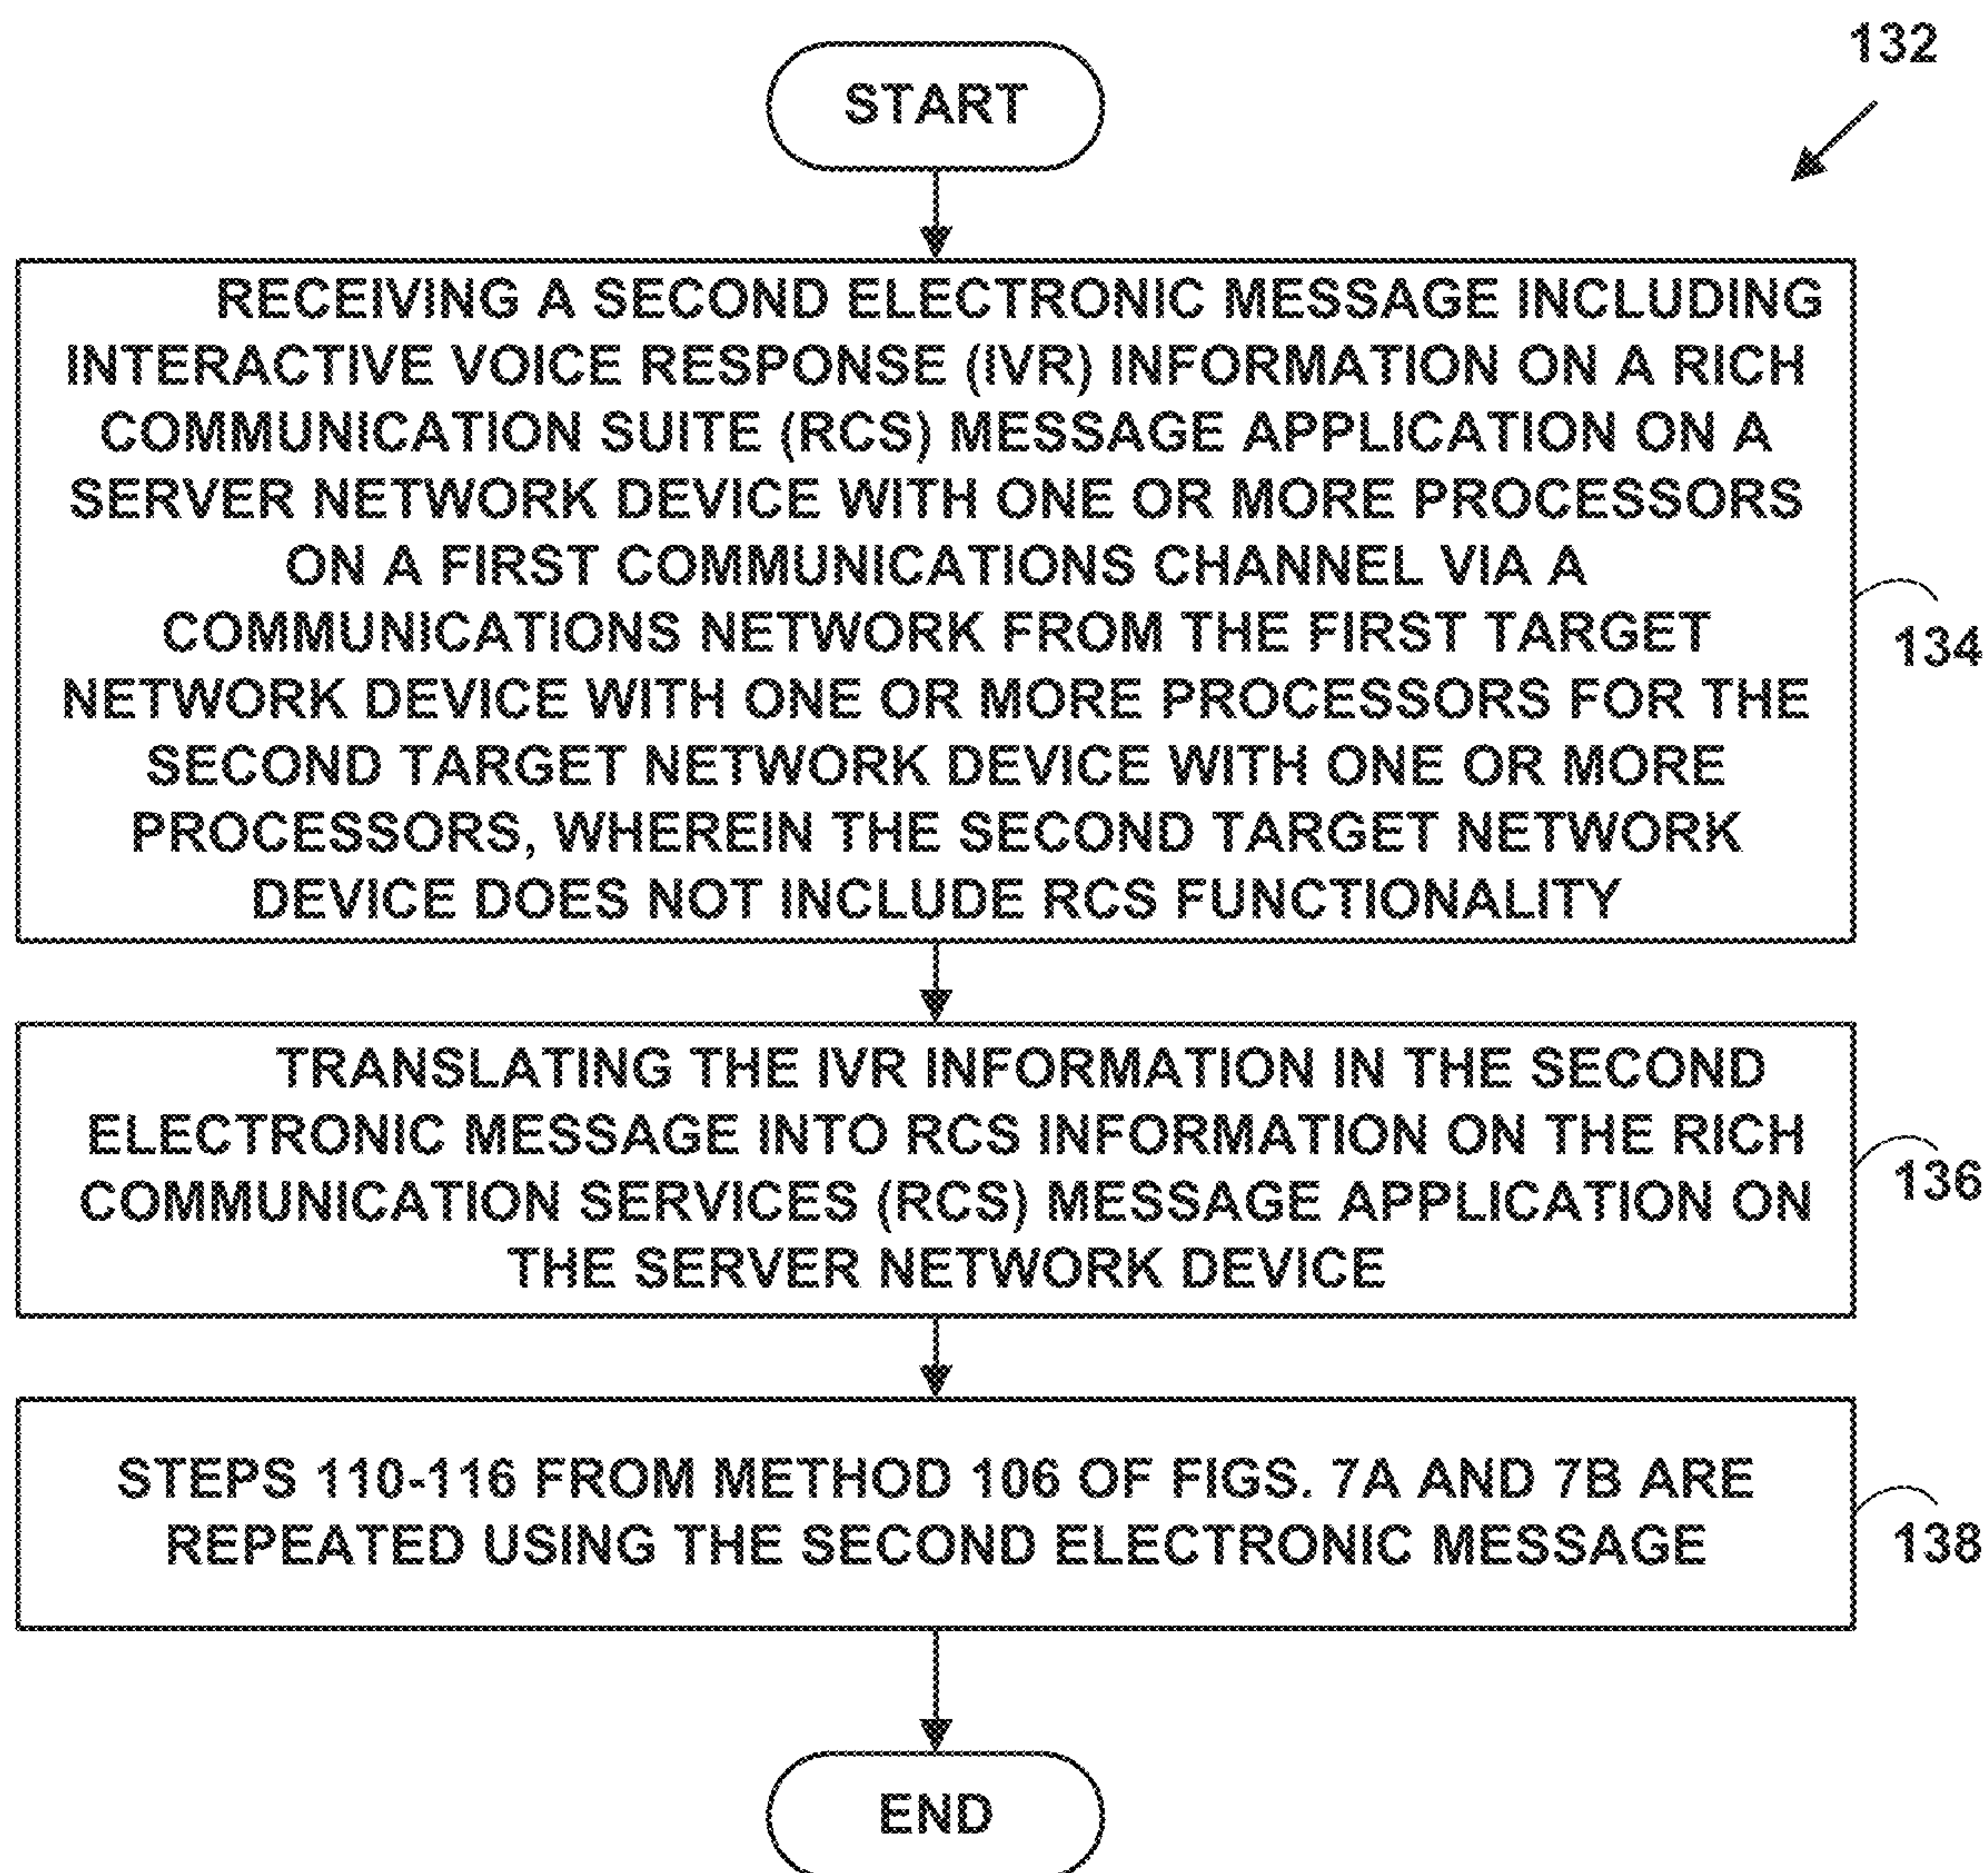 132
START
RECEIVING A SECOND ELECTRONIC MESSAGE INCLUDING
INTERACTIVE VOICE RESPONSE (IVR) INFORMATION ON A RICH
COMMUNICATION SUITE (RCS) MESSAGE APPLICATION ON A
SERVER NETWORK DEVICE WITH ONE OR MORE PROCESSORS
ON A FIRST COMMUNICATIONS CHANNEL VIA A
COMMUNICATIONS NETWORK FROM THE FIRST TARGET
NETWORK DEVICE WITH ONE OR MORE PROCESSORS FOR THE
SECOND TARGET NETWORK DEVICE WITH ONE OR MORE
PROCESSORS, WHEREIN THE SECOND TARGET NETWORK
DEVICE DOES NOT INCLUDE RCS FUNCTIONALITY
134
TRANSLATING THE IVR INFORMATION IN THE SECOND
ELECTRONIC MESSAGE INTO RCS INFORMATION ON THE RICH
COMMUNICATION SERVICES (RCS) MESSAGE APPLICATION ON
THE SERVER NETWORK DEVICE
136
STEPS 110-116 FROM METHOD 106 OF FIGS. 7A AND 7B ARE
REPEATED USING THE SECOND ELECTRONIC MESSAGE
138
END